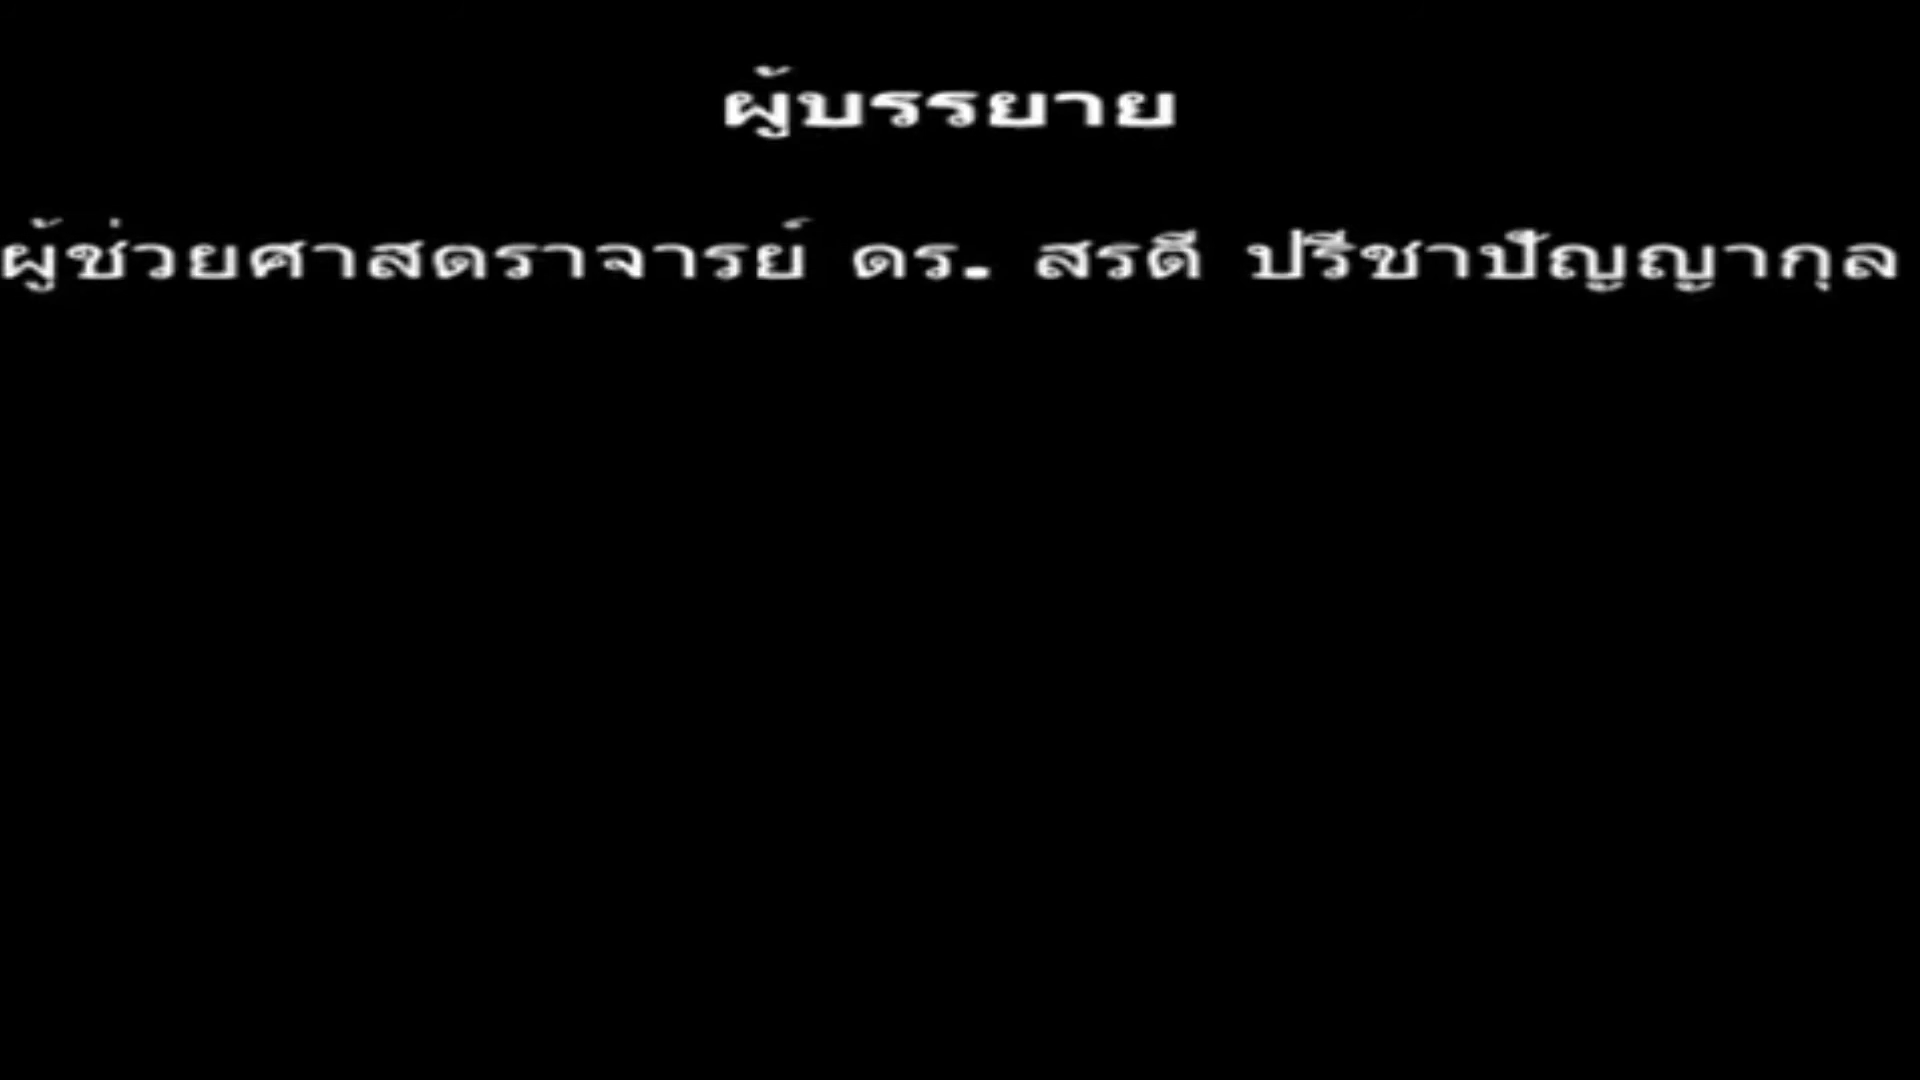 ผู้บรรยาย
ผู้ช่วยศาสตราจารย์ ดร. สรตี ปรีชาปัญญากุล